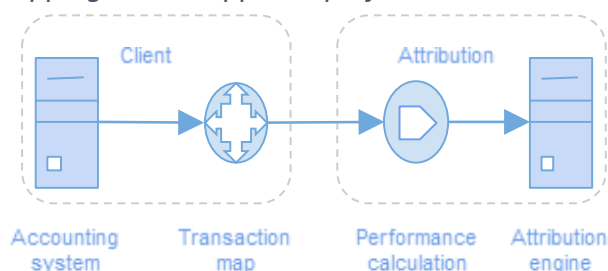 Client
Attribution
Accounting system
Transaction map
Performance calculation
Attribution engine